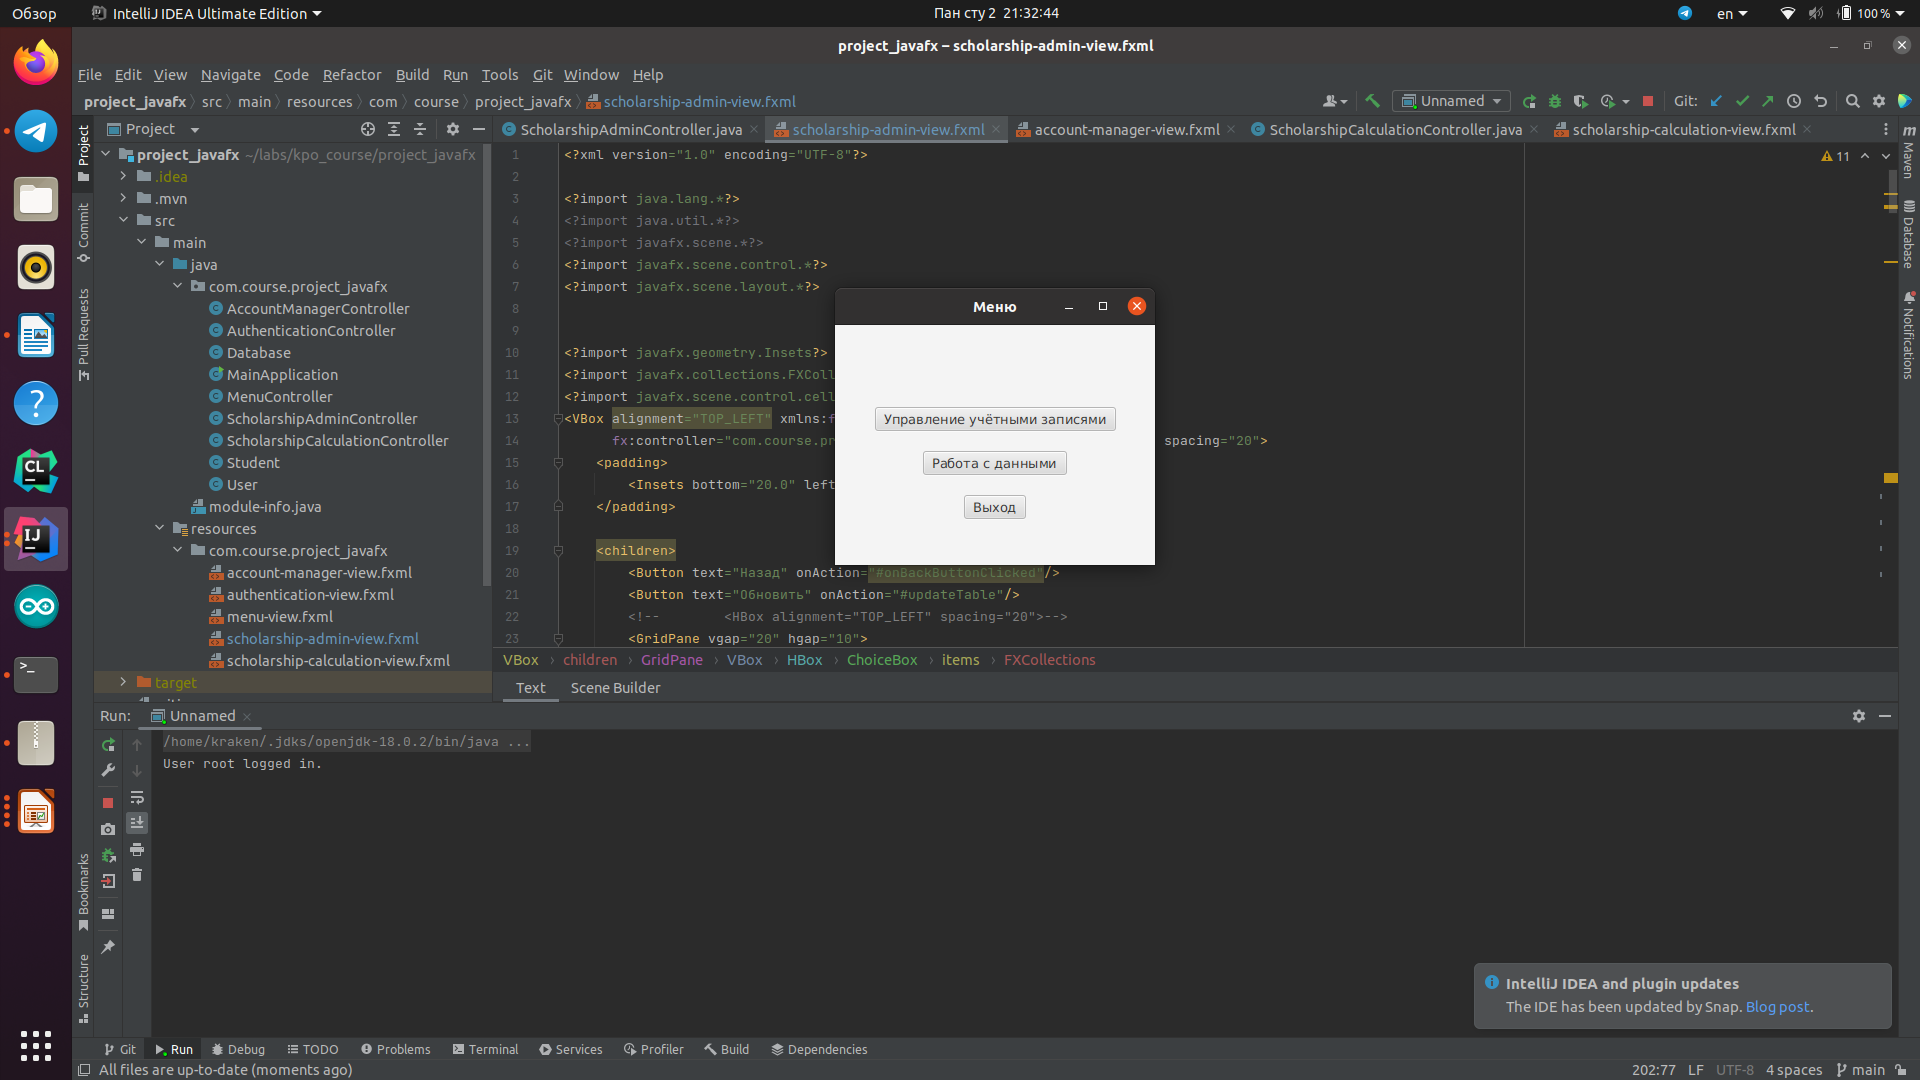 Обзор
IntelliJ IDEA Ultimate Edition
Пан сту 2 21:32:44
en
100 %
project_javafx – scholarship-admin-view.fxml
File Edit View Navigate Code Refactor Build Run Tools Git Window Help
project_javafx src main resources com course project_javafx scholarship-admin-view.fxml
Unnamed
Git:
Project
ScholarshipAdminController.java
scholarship-admin-view.fxml
account-manager-view.fxml
ScholarshipCalculationController.java
scholarship-calculation-view.fxml
Project
Commit
Pull Requests
Bookmarks
Structure
Maven
Database
Notifications
project_javafx ~/labs/kpo_course/project_javafx
.idea
.mvn
src
main
java
com.course.project_javafx
AccountManagerController
AuthenticationController
Database
MainApplication
MenuController
ScholarshipAdminController
ScholarshipCalculationController
Student
User
module-info.java
resources
com.course.project_javafx
account-manager-view.fxml
authentication-view.fxml
menu-view.fxml
scholarship-admin-view.fxml
scholarship-calculation-view.fxml
target
11
1 <?xml version="1.0" encoding="UTF-8"?>
2
3 <?import java.lang.*?>
4 <?import java.util.*?>
5 <?import javafx.scene.*?>
6 <?import javafx.scene.control.*?>
7 <?import javafx.scene.layout.*?>
8
9
10 <?import javafx.geometry.Insets?>
11 <?import javafx.collections.FXColl
12 <?import javafx.scene.control.cell
13 <VBox alignment="TOP_LEFT" xmlns:f
14 fx:controller="com.course.pr spacing="20">
15 <padding>
16 <Insets bottom="20.0" left
17 </padding>
18
19 <children>
20 <Button text="Назад" onAction="#onBackButtonClicked"/>
21 <Button text="Обновить" onAction="#updateTable"/>
22 <!-- <HBox alignment="TOP_LEFT" spacing="20">-->
23 <GridPane vgap="20" hgap="10">
Меню
Управление учётными записями
Работа с данными
Выход
VBox children GridPane VBox HBox ChoiceBox items FXCollections
Text Scene Builder
Run: Unnamed
/home/kraken/.jdks/openjdk-18.0.2/bin/java ...
User root logged in.
IntelliJ IDEA and plugin updates
The IDE has been updated by Snap. Blog post.
Git Run Debug TODO Problems Terminal Services Profiler Build Dependencies
All files are up-to-date (moments ago)
202:77 LF UTF-8 4 spaces main